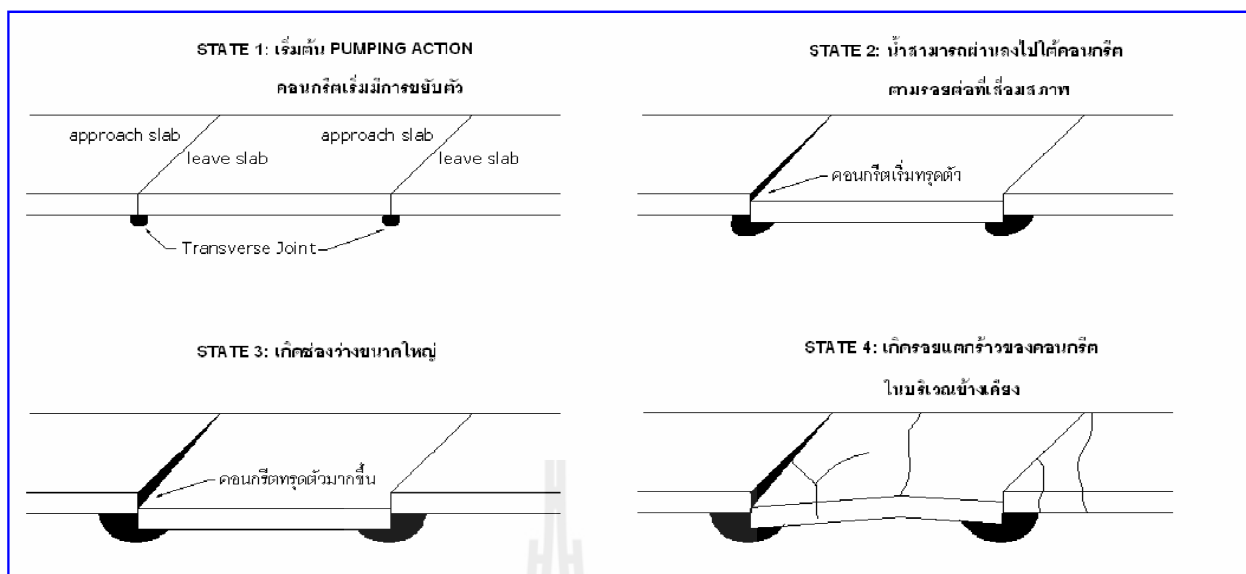 STATE 1: เริ่มต้น PUMPING ACTION
คอนกรีตเริ่มมีการขยับตัว
approach slab
leave slab
approach slab
leave slab
Transverse Joint
STATE 2: น้ำสามารถผ่านลงไปใต้คอนกรีต
ตามรอยต่อที่เสื่อมสภาพ
คอนกรีตเริ่มทรุดตัว
STATE 3: เกิดช่องว่างขนาดใหญ่
คอนกรีตทรุดตัวมากขึ้น
STATE 4: เกิดรอยแตกร้าวของคอนกรีต
ในบริเวณข้างเคียง